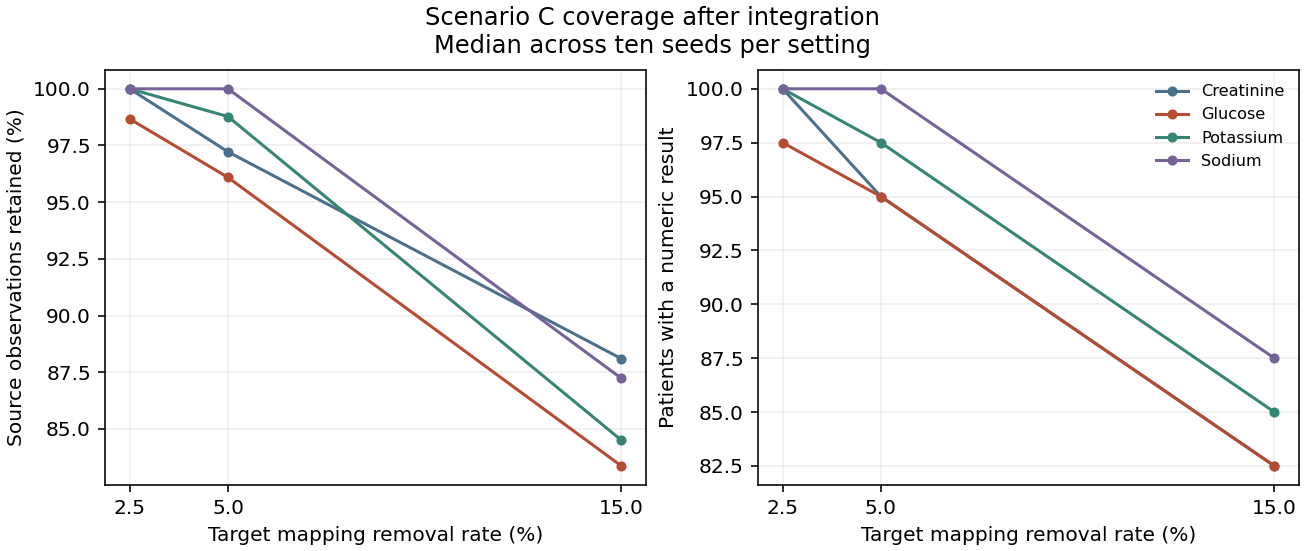 Scenario C coverage after integration
Median across ten seeds per setting
Source observations retained (%)
100.0
97.5
95.0
92.5
90.0
87.5
85.0
2.5
5.0
15.0
Target mapping removal rate (%)
Patients with a numeric result
100.0
97.5
95.0
92.5
90.0
87.5
85.0
82.5
Creatinine
Glucose
Potassium
Sodium
2.5
5.0
15.0
Target mapping removal rate (%)